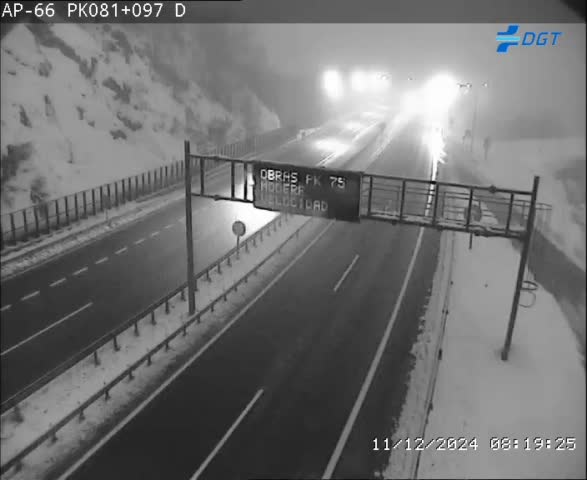 AP-66 PK081+097 D
DGT
OBRAS PK 75
MODERE
VELOCIDAD
11/12/2024 08:19:25